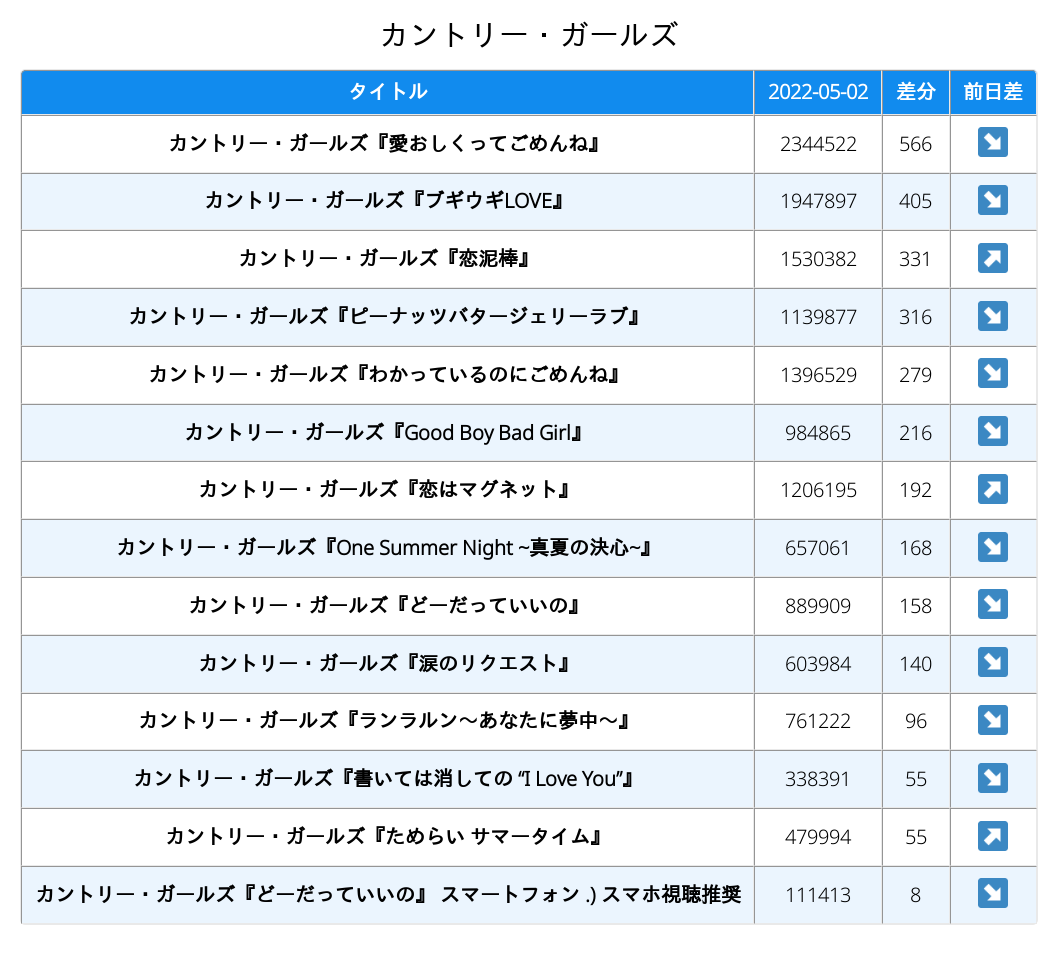 カントリー・ガールズ
タイトル 2022-05-02 差分 前日差
カントリー・ガールズ『愛おしくってごめんね』 2344522 566 ↘
カントリー・ガールズ『ブギウギLOVE』 1947897 405 ↘
カントリー・ガールズ『恋泥棒』 1530382 331 ↗
カントリー・ガールズ『ピーナッツバタージェリーラブ』 1139877 316 ↘
カントリー・ガールズ『わかっているのにごめんね』 1396529 279 ↘
カントリー・ガールズ『Good Boy Bad Girl』 984865 216 ↘
カントリー・ガールズ『恋はマグネット』 1206195 192 ↗
カントリー・ガールズ『One Summer Night ~真夏の決心~』 657061 168 ↘
カントリー・ガールズ『どーだっていいの』 889909 158 ↘
カントリー・ガールズ『涙のリクエスト』 603984 140 ↘
カントリー・ガールズ『ランラルン〜あなたに夢中〜』 761222 96 ↘
カントリー・ガールズ『書いては消しての “I Love You”』 338391 55 ↘
カントリー・ガールズ『ためらい サマータイム』 479994 55 ↗
カントリー・ガールズ『どーだっていいの』 スマートフォン .) スマホ視聴推奨 111413 8 ↘